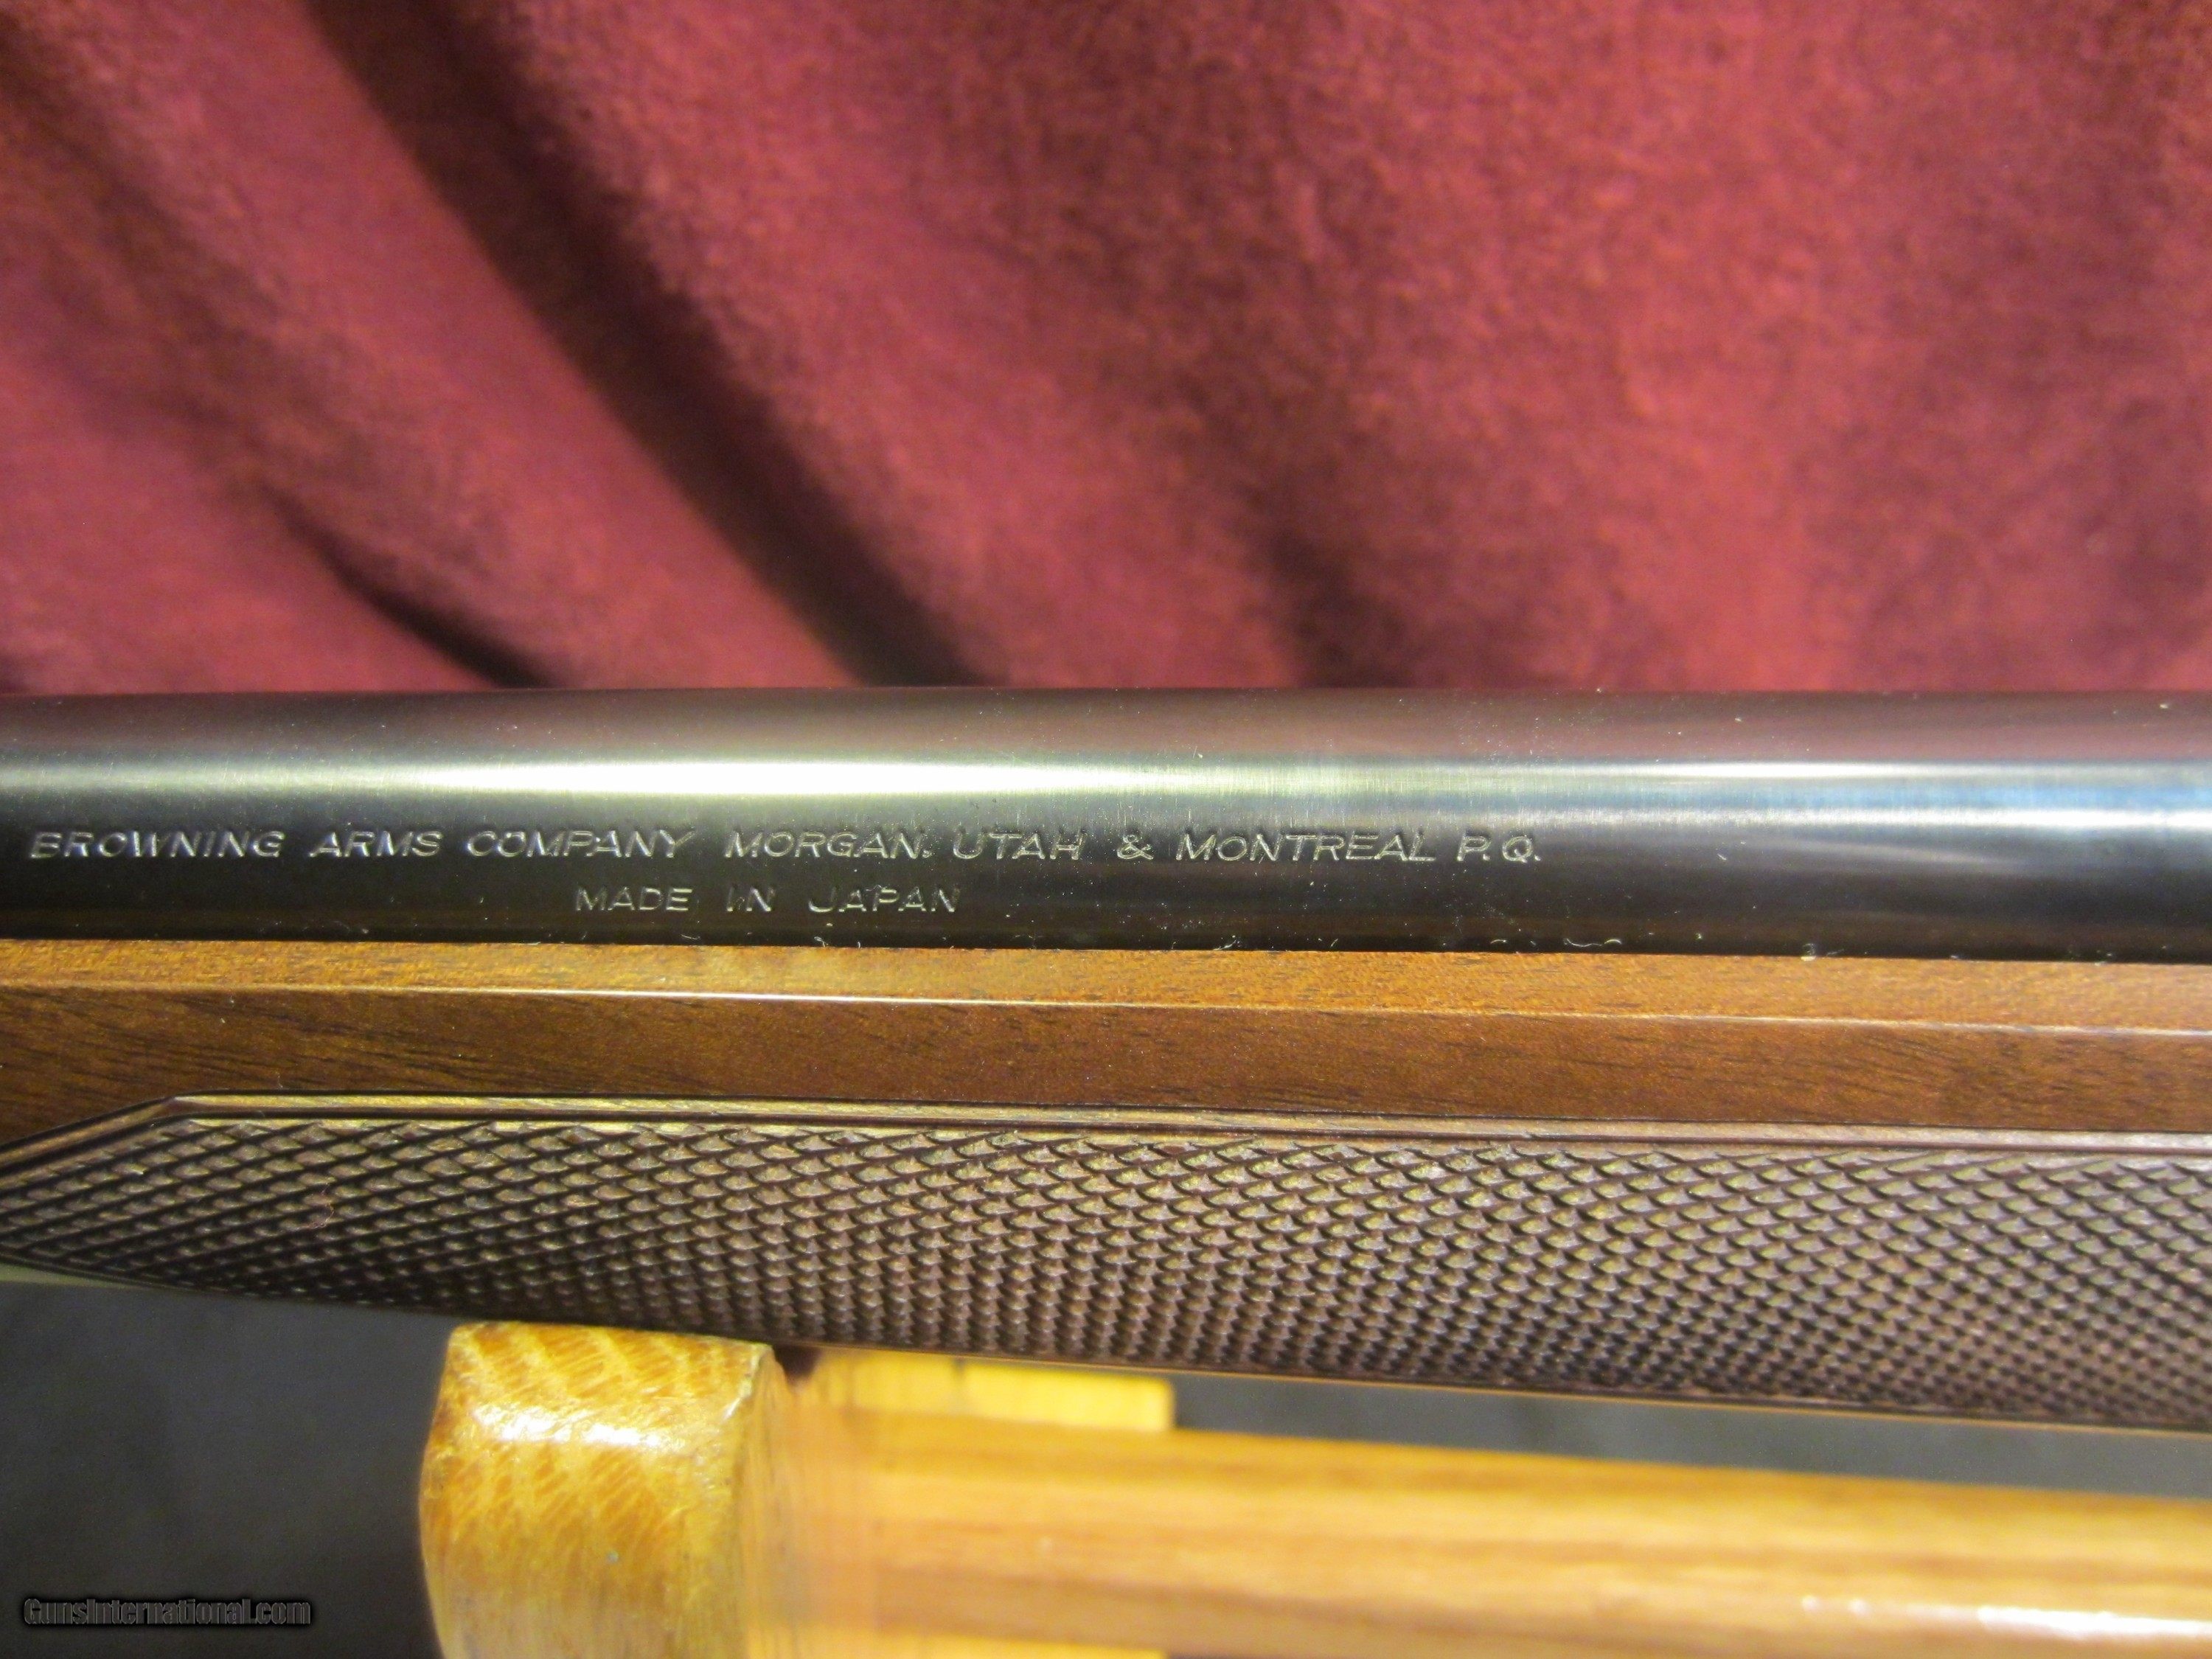 BROWNING ARMS COMPANY MORGAN, UTAH & MONTREAL P.Q.
MADE IN JAPAN
GunsInternational.com